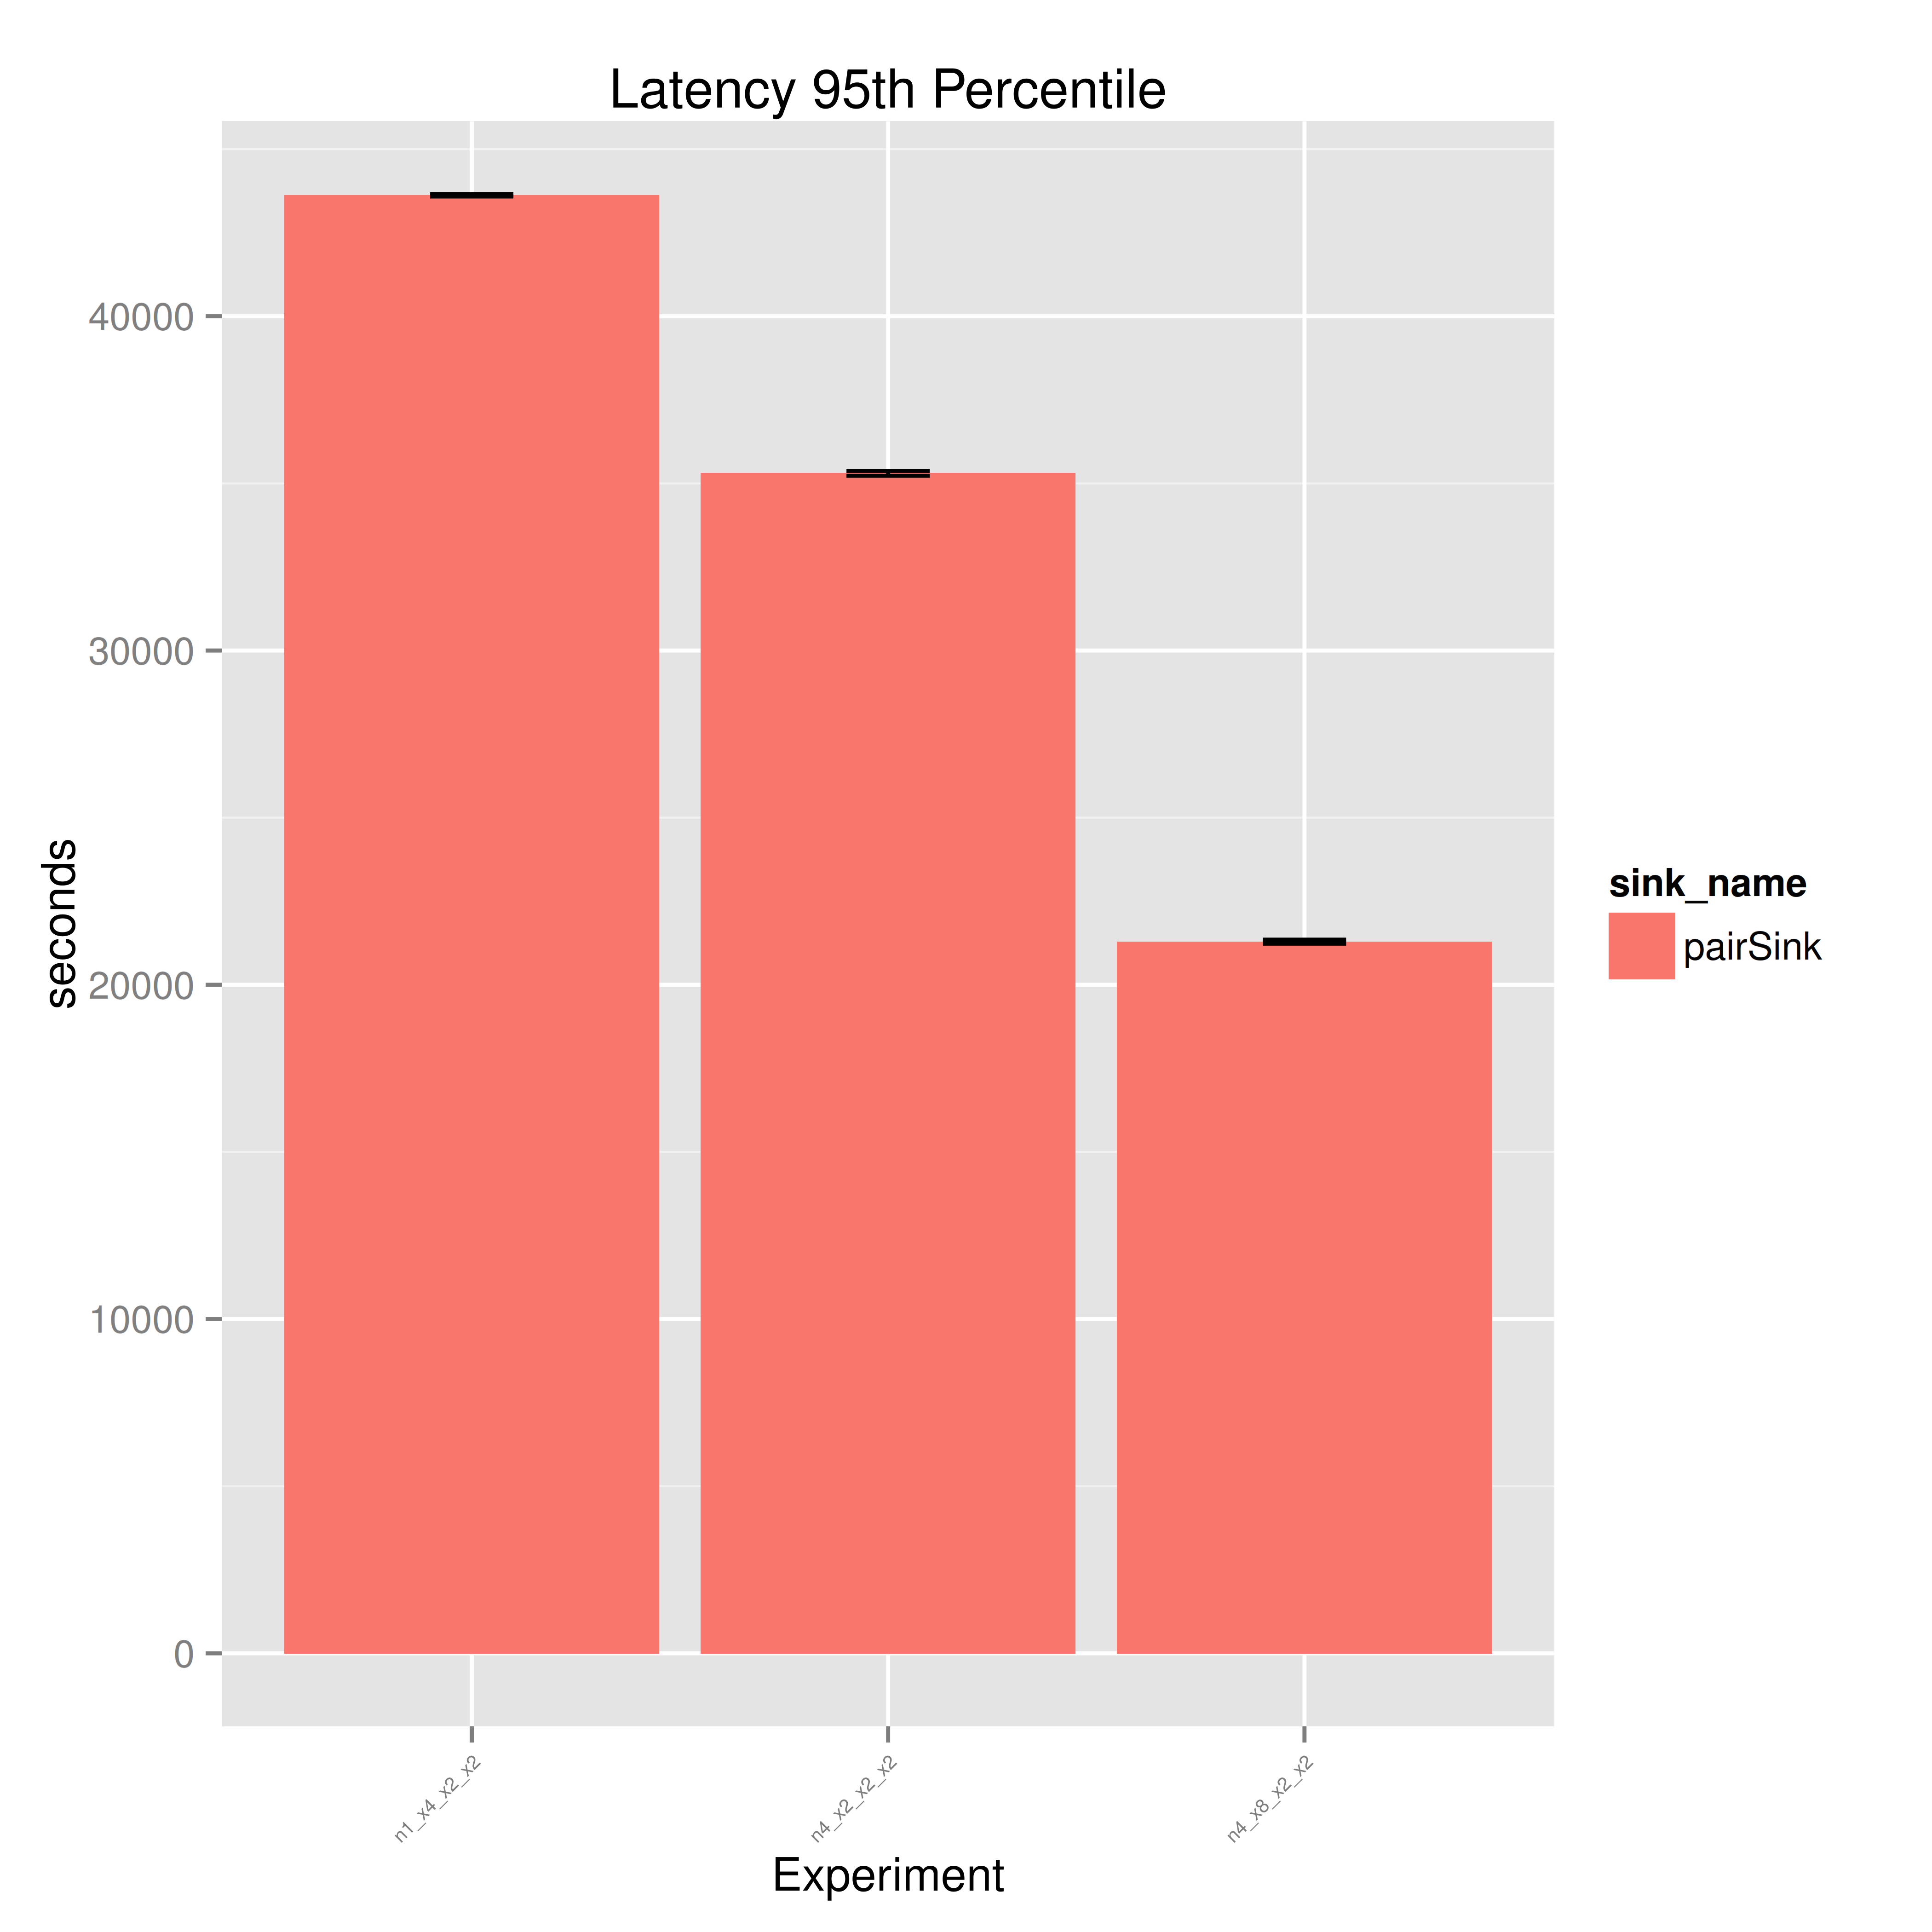 Latency 95th Percentile
40000
30000
20000
10000
0
seconds
n1_x4_x2_x2
n4_x2_x2_x2
n4_x8_x2_x2
Experiment
sink_name
pairSink